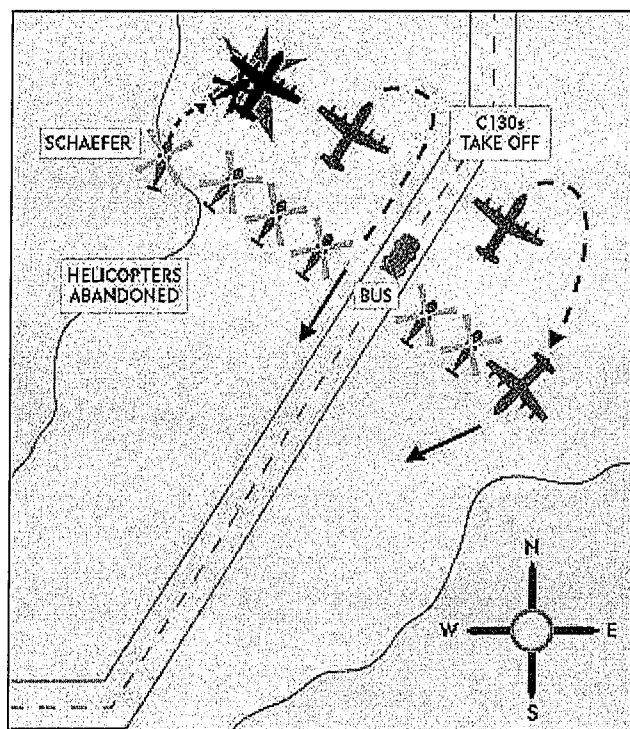 C130s
TAKE OFF
SCHAEFER
HELICOPTERS
ABANDONED
BUS
N
W
E
S